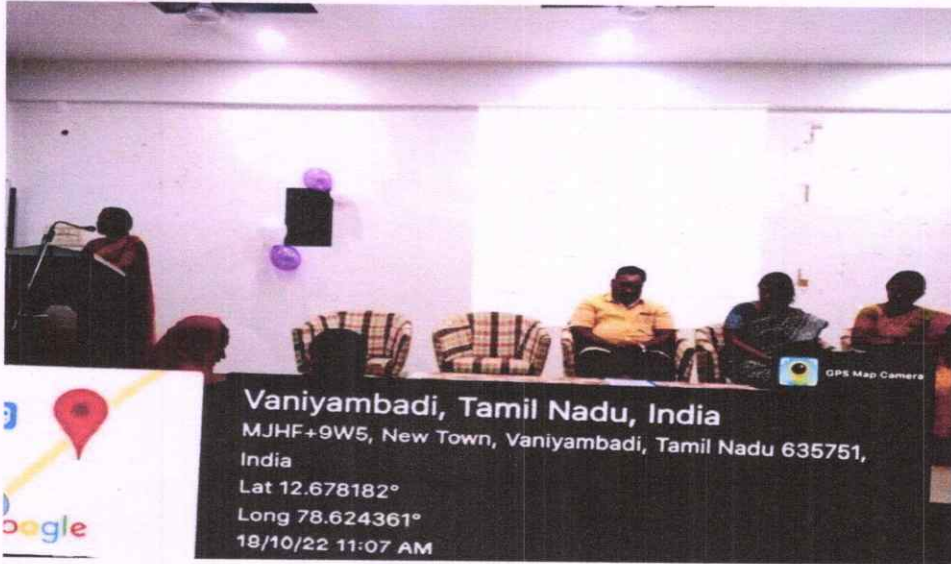 GPS Map Camera
Vaniyambadi, Tamil Nadu, India
MJHF+9W5, New Town, Vaniyambadi, Tamil Nadu 635751,
India
Lat 12.678182°
Long 78.624361°
18/10/22 11:07 AM
oogle